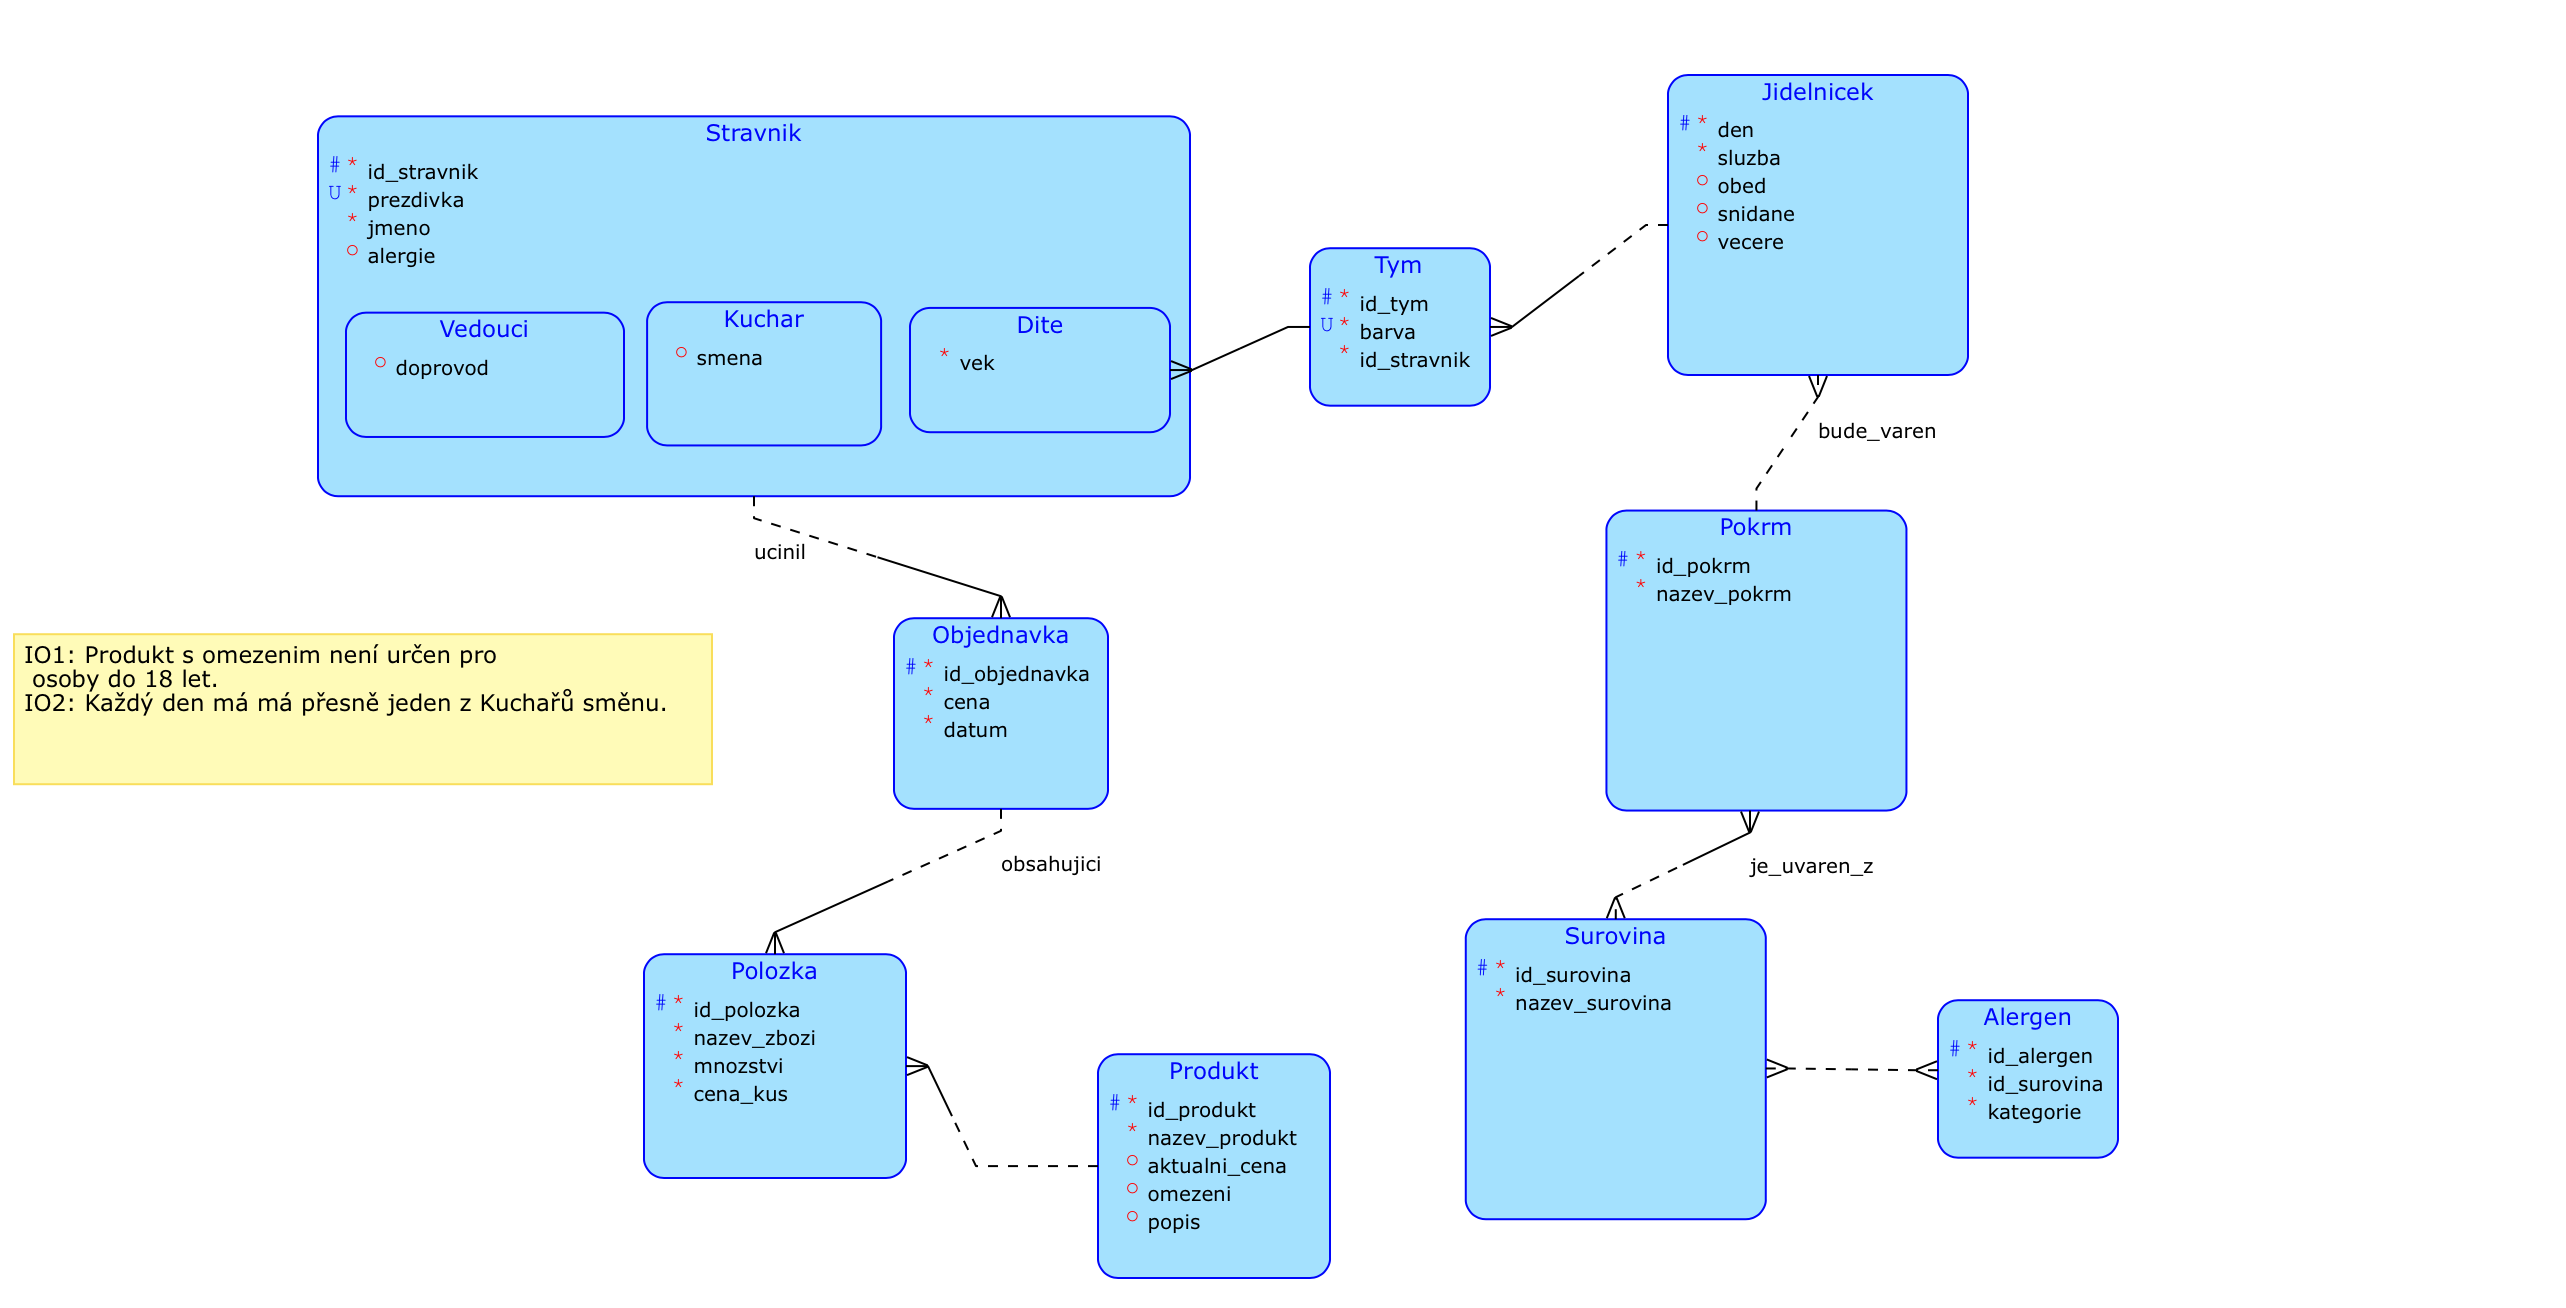 Stravnik
# * id_stravnik
U * prezdivka
* jmeno
o alergie
Vedouci
o doprovod
Kuchar
o smena
Dite
* vek
Tym
# * id_tym
U * barva
* id_stravnik
Jidelnicek
# * den
* sluzba
o obed
o snidane
o vecere
bude_varen
Pokrm
# * id_pokrm
* nazev_pokrm
ucinil
IO1: Produkt s omezenim není určen pro
osoby do 18 let.
IO2: Každý den má má přesně jeden z Kuchařů směnu.
Objednavka
# * id_objednavka
* cena
* datum
obsahujici
je_uvaren_z
Polozka
# * id_polozka
* nazev_zbozi
* mnozstvi
* cena_kus
Produkt
# * id_produkt
* nazev_produkt
o aktualni_cena
o omezeni
o popis
Surovina
# * id_surovina
* nazev_surovina
Alergen
# * id_alergen
* id_surovina
* kategorie